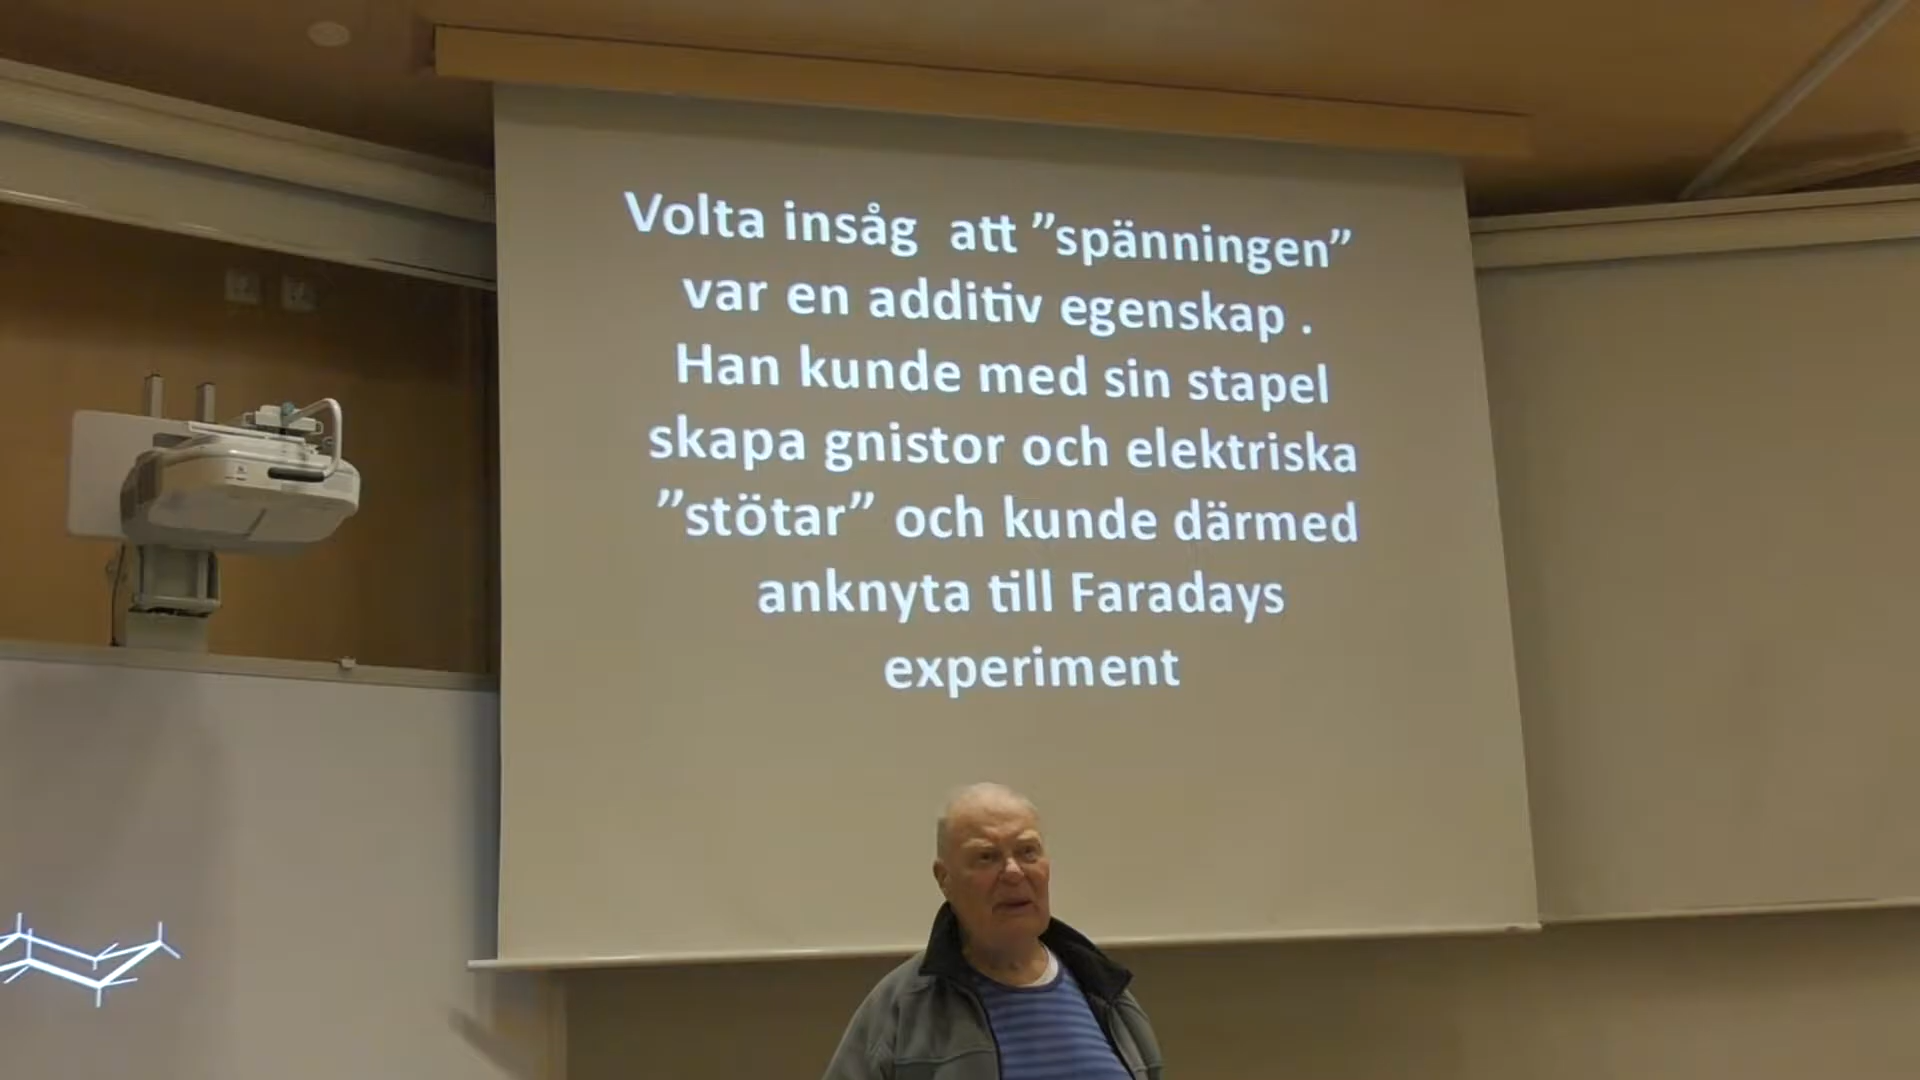 Volta insåg  att ”spänningen”
var en additiv egenskap .
Han kunde med sin stapel
skapa gnistor och elektriska
”stötar” och kunde därmed
anknyta till Faradays
experiment